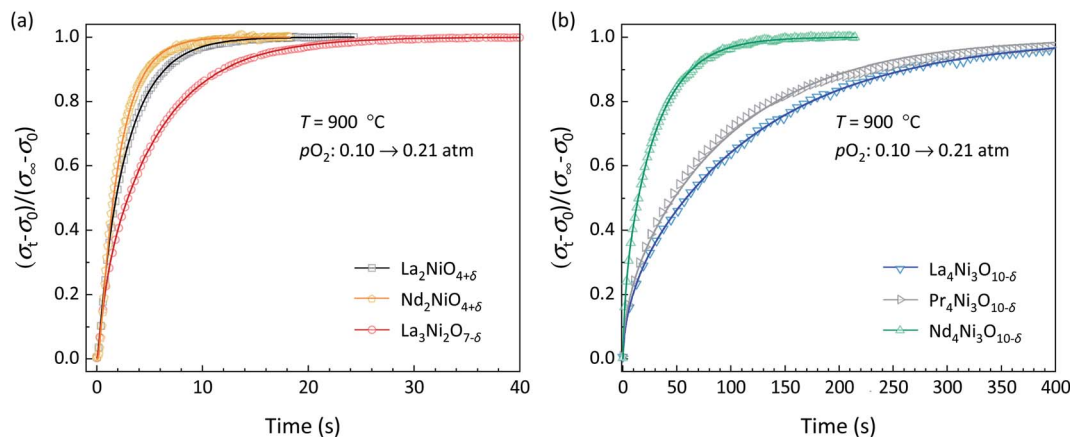 (a)
(σt-σ0)/(σ∞-σ0)
1.0
0.8
0.6
0.4
0.2
0.0
T = 900 °C
pO2: 0.10 → 0.21 atm
La2NiO4+δ
Nd2NiO4+δ
La3Ni2O7-δ
0 10 20 30 40
Time (s)
(b)
(σt-σ0)/(σ∞-σ0)
1.0
0.8
0.6
0.4
0.2
0.0
T = 900 °C
pO2: 0.10 → 0.21 atm
La4Ni3O10-δ
Pr4Ni3O10-δ
Nd4Ni3O10-δ
0 50 100 150 200 250 300 350 400
Time (s)